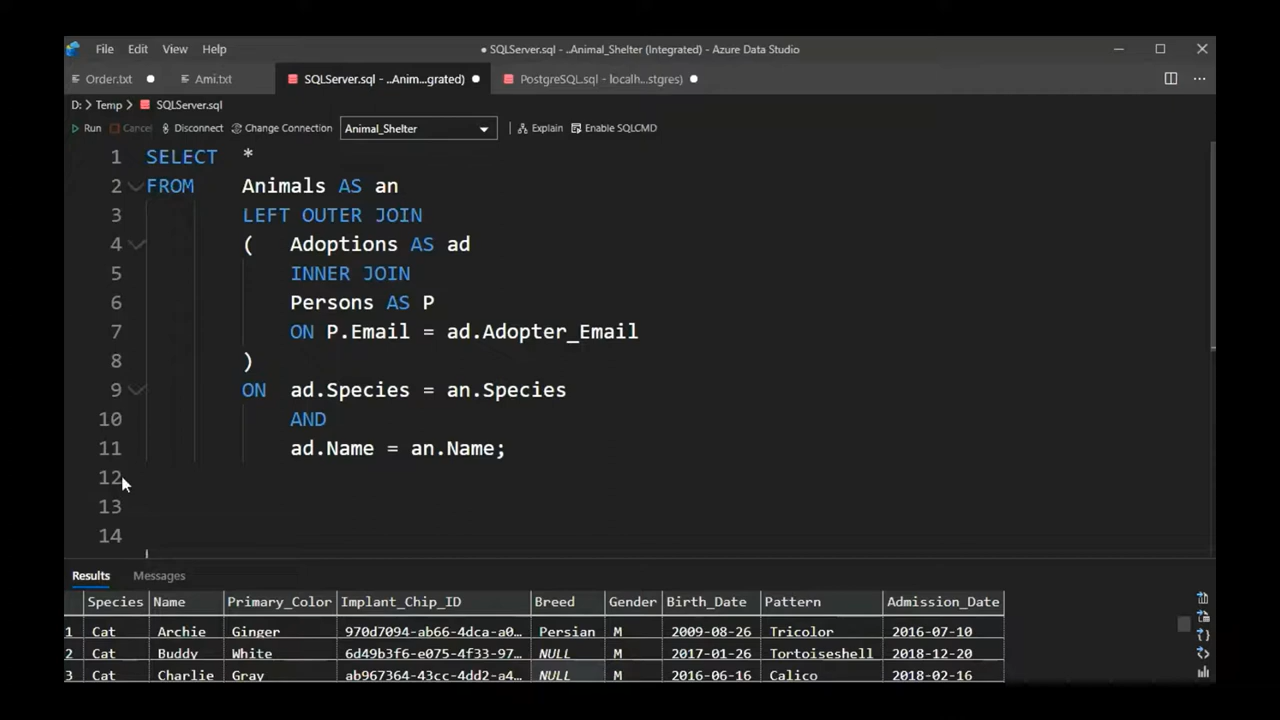 File Edit View Help ● SQLServer.sql - ..Animal_Shelter (Integrated) - Azure Data Studio
Order.txt ● Ami.txt SQLServer.sql - ..Anim...grated) ● PostgreSQL.sql - localh...stgres) ●
D: > Temp > SQLServer.sql
Run Cancel Disconnect Change Connection Animal_Shelter Explain Enable SQLCMD
1 SELECT *
2 FROM Animals AS an
3 LEFT OUTER JOIN
4 ( Adoptions AS ad
5 INNER JOIN
6 Persons AS P
7 ON P.Email = ad.Adopter_Email
8 )
9 ON ad.Species = an.Species
10 AND
11 ad.Name = an.Name;
12
13
14
Results Messages
Species Name Primary_Color Implant_Chip_ID Breed Gender Birth_Date Pattern Admission_Date
1 Cat Archie Ginger 970d7094-ab66-4dca-a0… Persian M 2009-08-26 Tricolor 2016-07-10
2 Cat Buddy White 6d49b3f6-e075-4f33-97… NULL M 2017-01-26 Tortoiseshell 2018-12-20
3 Cat Charlie Gray ab967364-43cc-4dd2-a4… NULL M 2016-06-16 Calico 2018-02-16